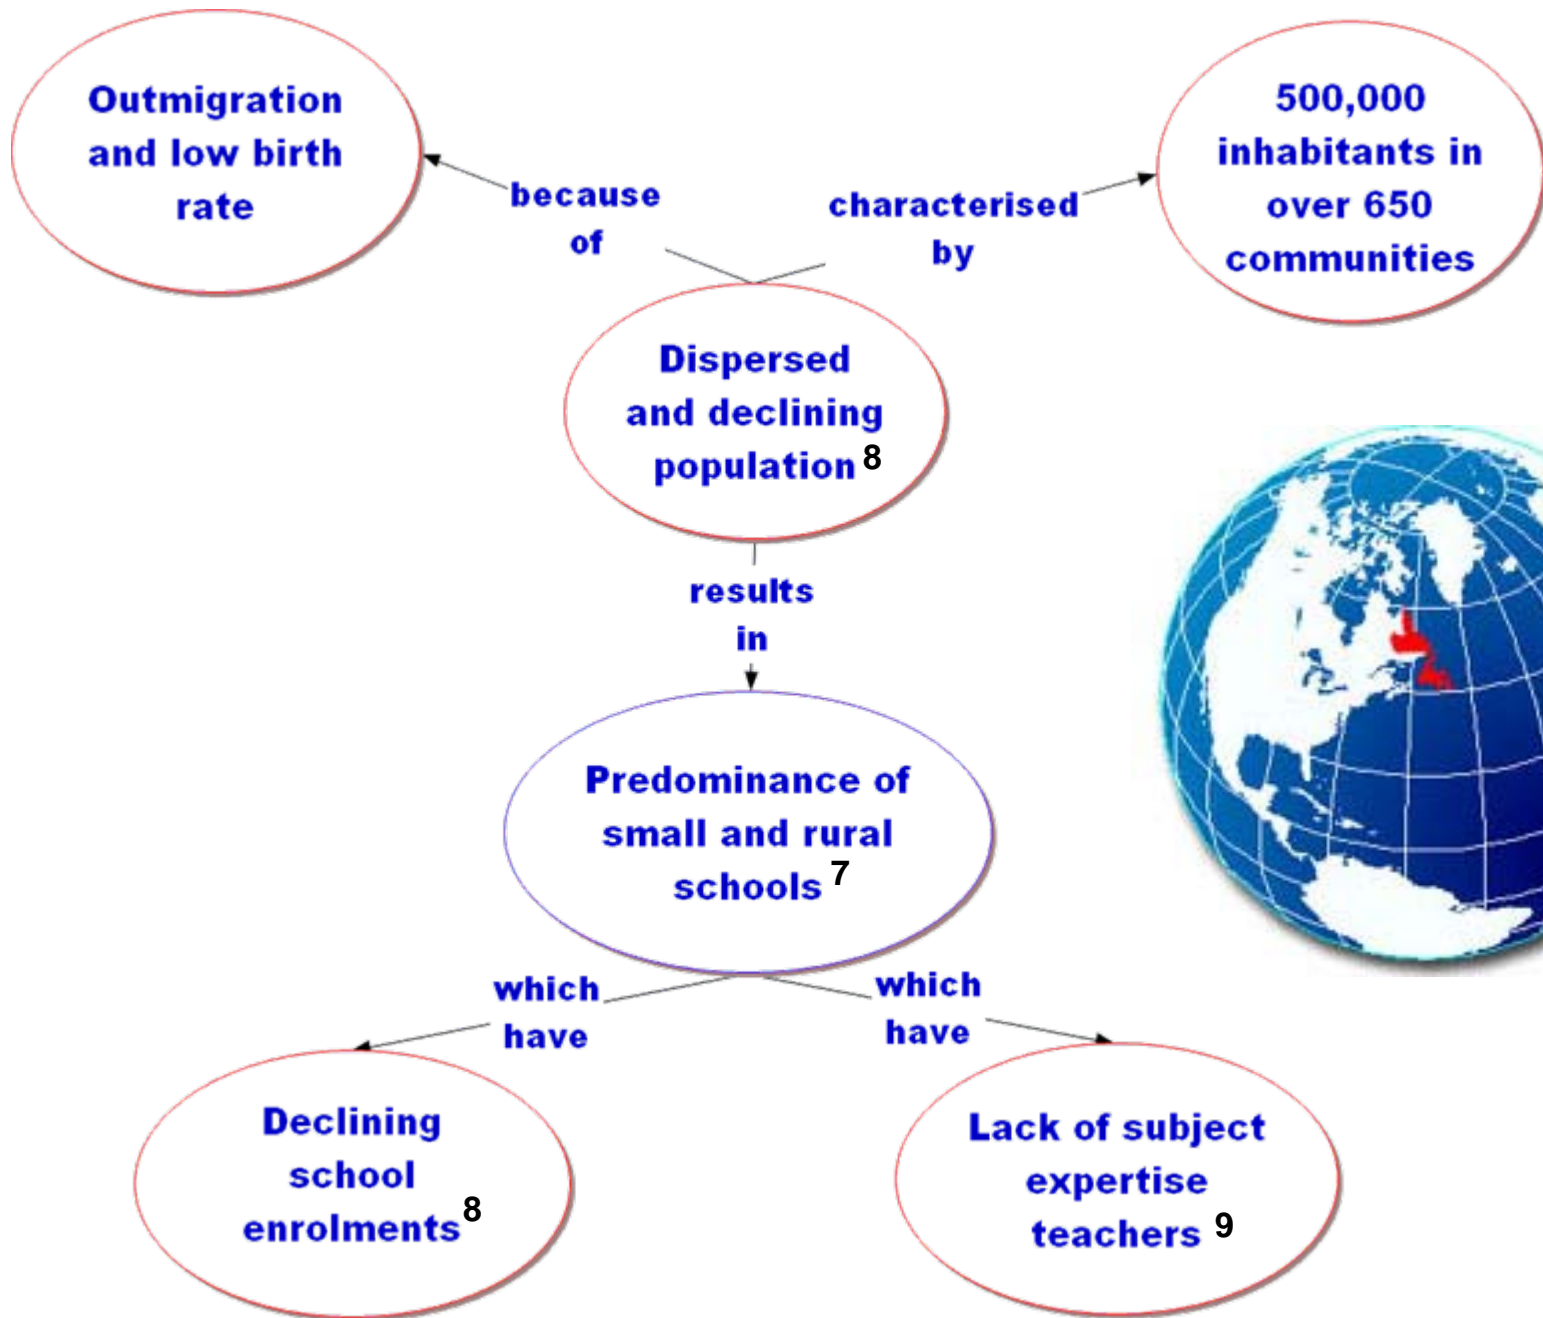 Outmigration
and low birth
rate
500,000
inhabitants in
over 650
communities
because
of
characterised
by
Dispersed
and declining
population 8
results
in
Predominance of
small and rural
schools 7
which
have
which
have
Declining
school
enrolments 8
Lack of subject
expertise
teachers 9